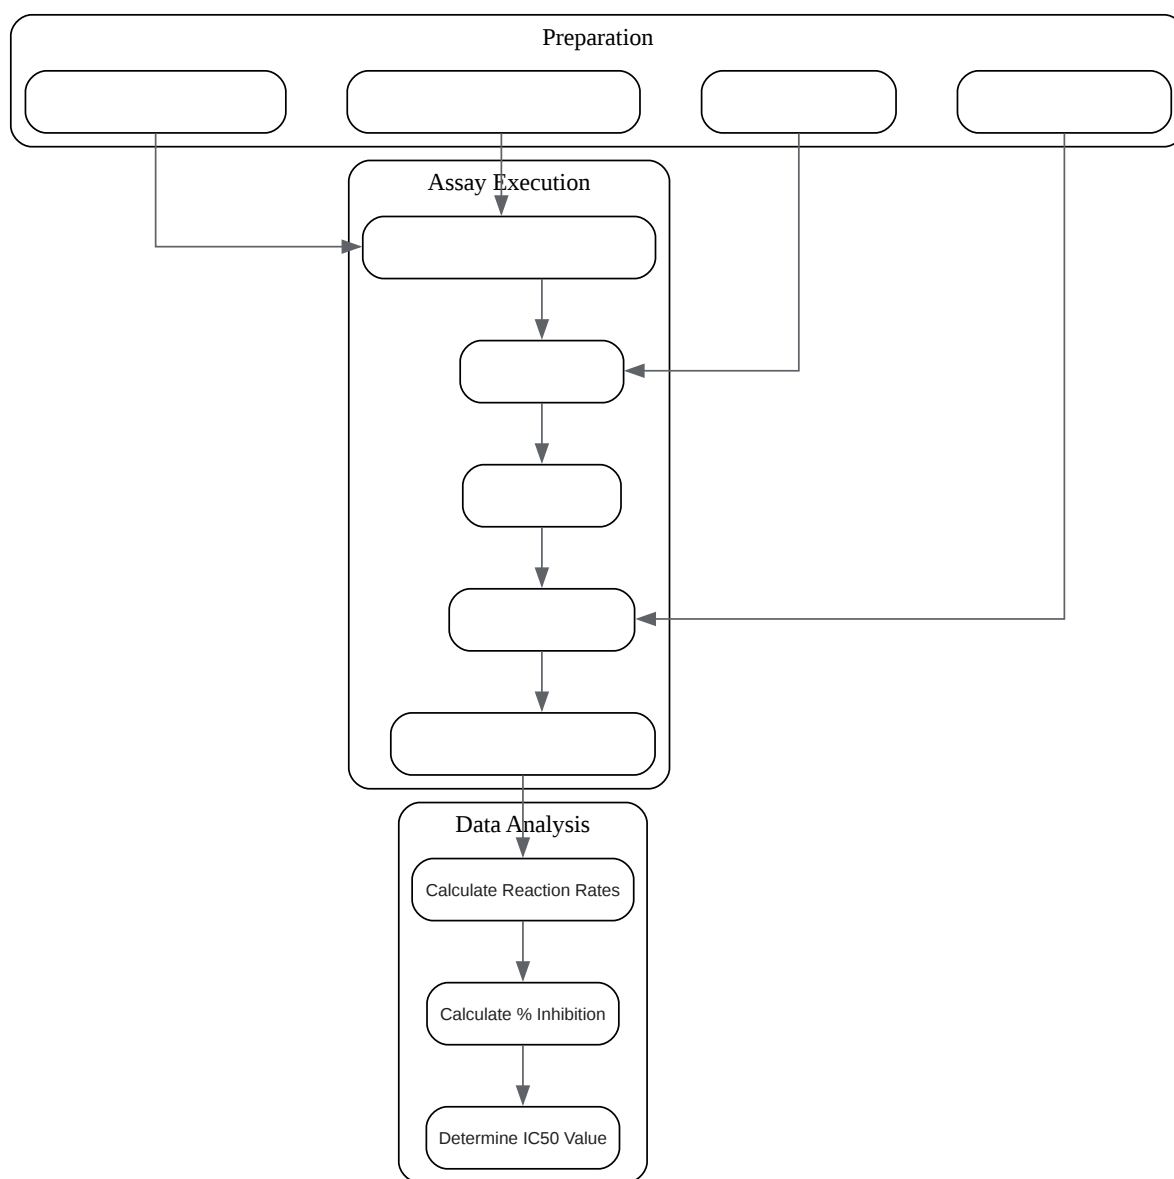 Preparation
Assay Execution
Data Analysis
Calculate Reaction Rates
Calculate % Inhibition
Determine IC50 Value